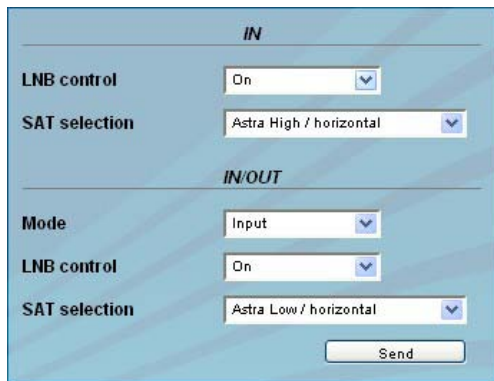 IN
LNB control On
SAT selection Astra High / horizontal
IN/OUT
Mode Input
LNB control On
SAT selection Astra Low / horizontal
Send